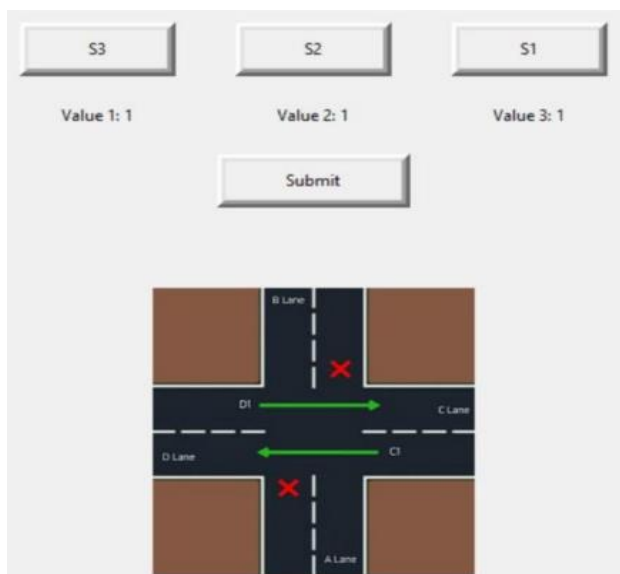 S3 S2 S1
Value 1: 1 Value 2: 1 Value 3: 1
Submit
B Lane
D1
C Lane
C1
D Lane
A Lane